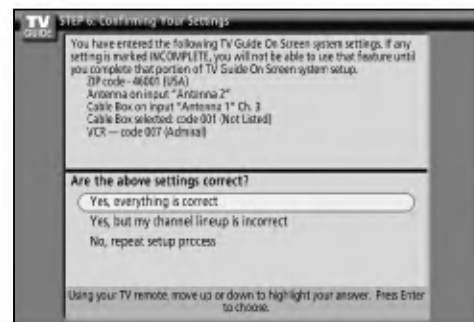 TV
GUIDE
STEP 6: Confirming Your Settings
You have entered the following TV Guide On Screen system settings. If any
setting is marked INCOMPLETE, you will not be able to use that feature until
you complete that portion of TV Guide On Screen system setup.
ZIP code - 46001 (USA)
Antenna on input "Antenna 2"
Cable Box on input "Antenna 1" Ch. 3
Cable Box selected: code 001 (Not Listed)
VCR — code 007 (Admiral)
Are the above settings correct?
Yes, everything is correct
Yes, but my channel lineup is incorrect
No, repeat setup process
Using your TV remote, move up or down to highlight your answer. Press Enter
to choose.